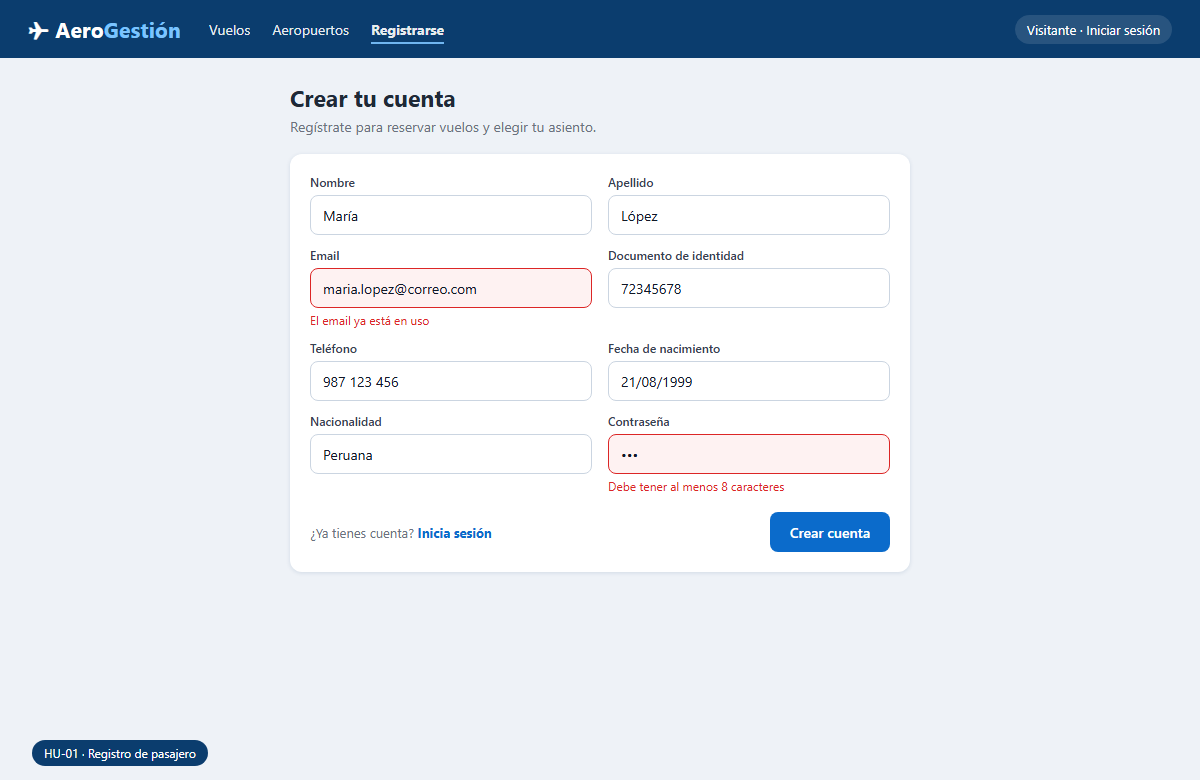 AeroGestión Vuelos Aeropuertos Registrarse Visitante · Iniciar sesión
Crear tu cuenta
Regístrate para reservar vuelos y elegir tu asiento.
Nombre Apellido
María López
Email Documento de identidad
maria.lopez@correo.com 72345678
El email ya está en uso
Teléfono Fecha de nacimiento
987 123 456 21/08/1999
Nacionalidad Contraseña
Peruana •••
Debe tener al menos 8 caracteres
¿Ya tienes cuenta? Inicia sesión Crear cuenta
HU-01 · Registro de pasajero